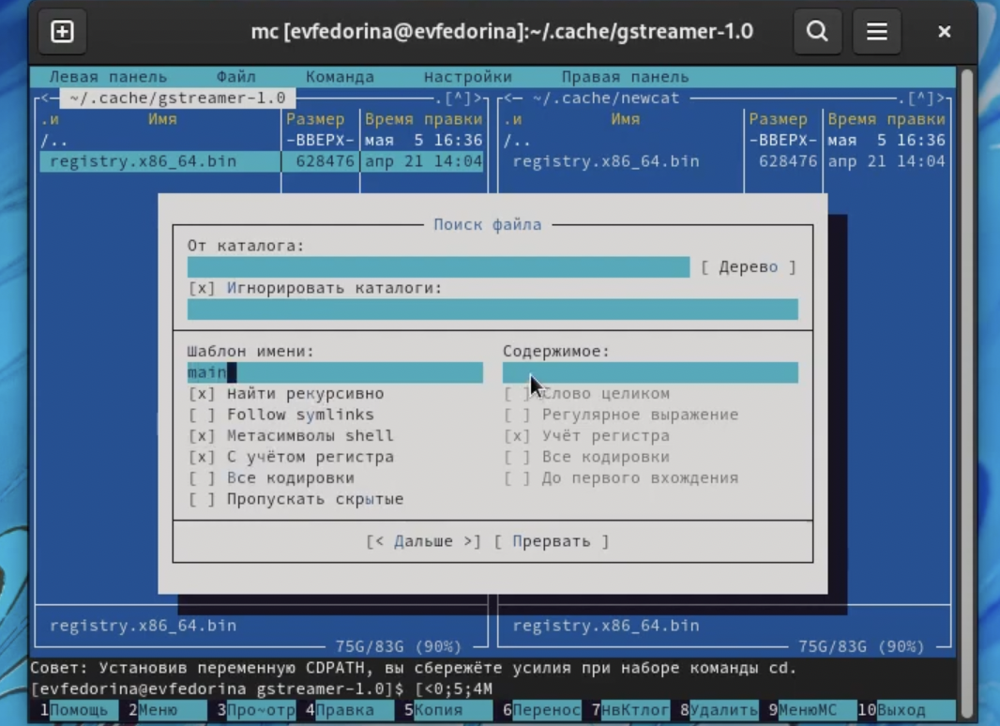 mc [evfedorina@evfedorina]:~/.cache/gstreamer-1.0
Левая панель Файл Команда Настройки Правая панель
<— ~/.cache/gstreamer-1.0 .[^]> <— ~/.cache/newcat .[^]>
.и Имя Размер Время правки .и Имя Размер Время правки
/.. -ВВЕРХ- мая 5 16:36 /.. -ВВЕРХ- мая 5 16:36
registry.x86_64.bin 628476 апр 21 14:04 registry.x86_64.bin 628476 апр 21 14:04
Поиск файла
От каталога:
[ Дерево ]
[x] Игнорировать каталоги:
Шаблон имени: Содержимое:
main
[x] Найти рекурсивно [ ] Слово целиком
[ ] Follow symlinks [ ] Регулярное выражение
[x] Метасимволы shell [x] Учёт регистра
[x] С учётом регистра [ ] Все кодировки
[ ] Все кодировки [ ] До первого вхождения
[ ] Пропускать скрытые
[< Дальше >] [ Прервать ]
registry.x86_64.bin registry.x86_64.bin
75G/83G (90%) 75G/83G (90%)
Совет: Установив переменную CDPATH, вы сбережёте усилия при наборе команды cd.
[evfedorina@evfedorina gstreamer-1.0]$ [<0;5;4M
1Помощь 2Меню 3Про~отр 4Правка 5Копия 6Перенос 7НвКтлог 8Удалить 9МенюMC 10Выход